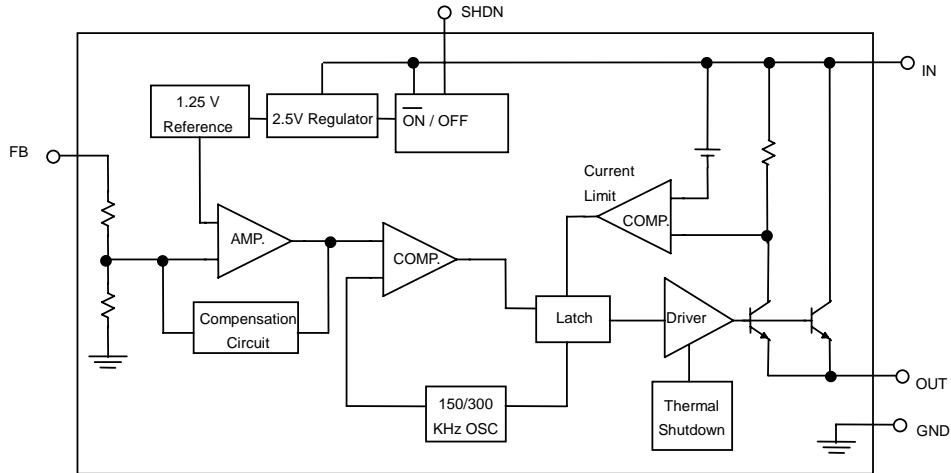 SHDN
IN
1.25 V
Reference
2.5V Regulator
ON / OFF
FB
Current
Limit
COMP.
AMP.
COMP.
Compensation
Circuit
Latch
Driver
150/300
KHz OSC
Thermal
Shutdown
OUT
GND